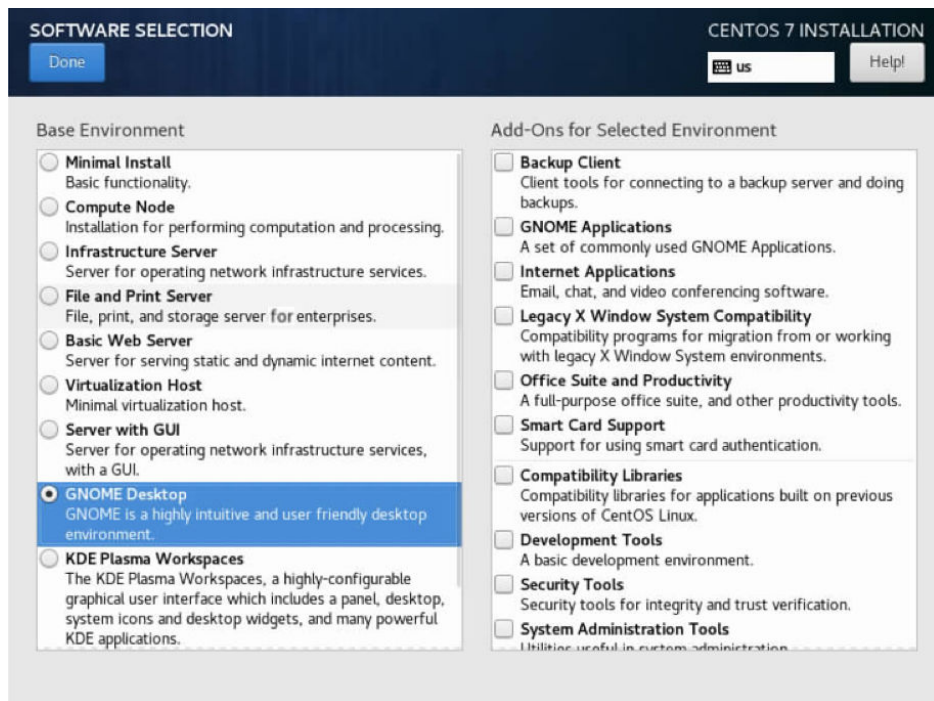 SOFTWARE SELECTION
CENTOS 7 INSTALLATION
Done
us
Help!
Base Environment
Minimal Install
Basic functionality.
Compute Node
Installation for performing computation and processing.
Infrastructure Server
Server for operating network infrastructure services.
File and Print Server
File, print, and storage server for enterprises.
Basic Web Server
Server for serving static and dynamic internet content.
Virtualization Host
Minimal virtualization host.
Server with GUI
Server for operating network infrastructure services,
with a GUI.
GNOME Desktop
GNOME is a highly intuitive and user friendly desktop
environment.
KDE Plasma Workspaces
The KDE Plasma Workspaces, a highly-configurable
graphical user interface which includes a panel, desktop,
system icons and desktop widgets, and many powerful
KDE applications.
Add-Ons for Selected Environment
Backup Client
Client tools for connecting to a backup server and doing
backups.
GNOME Applications
A set of commonly used GNOME Applications.
Internet Applications
Email, chat, and video conferencing software.
Legacy X Window System Compatibility
Compatibility programs for migration from or working
with legacy X Window System environments.
Office Suite and Productivity
A full-purpose office suite, and other productivity tools.
Smart Card Support
Support for using smart card authentication.
Compatibility Libraries
Compatibility libraries for applications built on previous
versions of CentOS Linux.
Development Tools
A basic development environment.
Security Tools
Security tools for integrity and trust verification.
System Administration Tools
Utilities useful in system administration